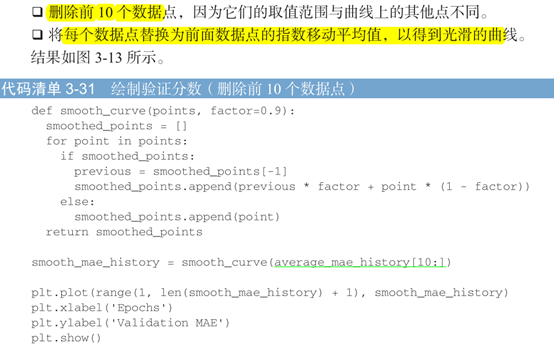 ❑ 删除前 10 个数据点，因为它们的取值范围与曲线上的其他点不同。
❑ 将每个数据点替换为前面数据点的指数移动平均值，以得到光滑的曲线。
结果如图 3-13 所示。
代码清单 3-31　绘制验证分数（删除前 10 个数据点）
def smooth_curve(points, factor=0.9):
  smoothed_points = []
  for point in points:
    if smoothed_points:
      previous = smoothed_points[-1]
      smoothed_points.append(previous * factor + point * (1 - factor))
    else:
      smoothed_points.append(point)
  return smoothed_points
smooth_mae_history = smooth_curve(average_mae_history[10:])
plt.plot(range(1, len(smooth_mae_history) + 1), smooth_mae_history)
plt.xlabel('Epochs')
plt.ylabel('Validation MAE')
plt.show()